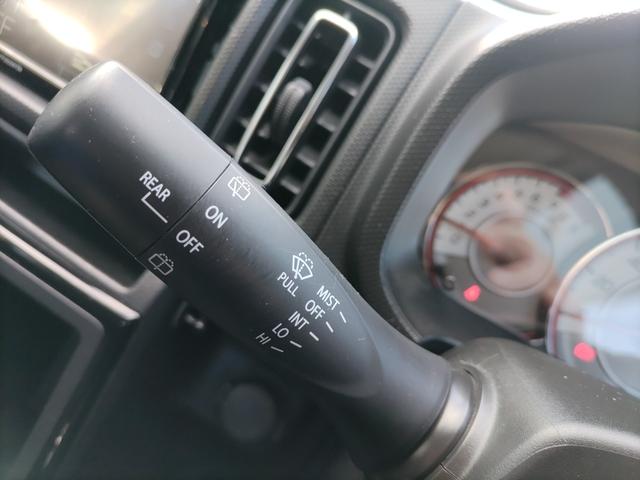 REAR
ON
OFF
PULL
MIST
OFF
INT
LO
HI